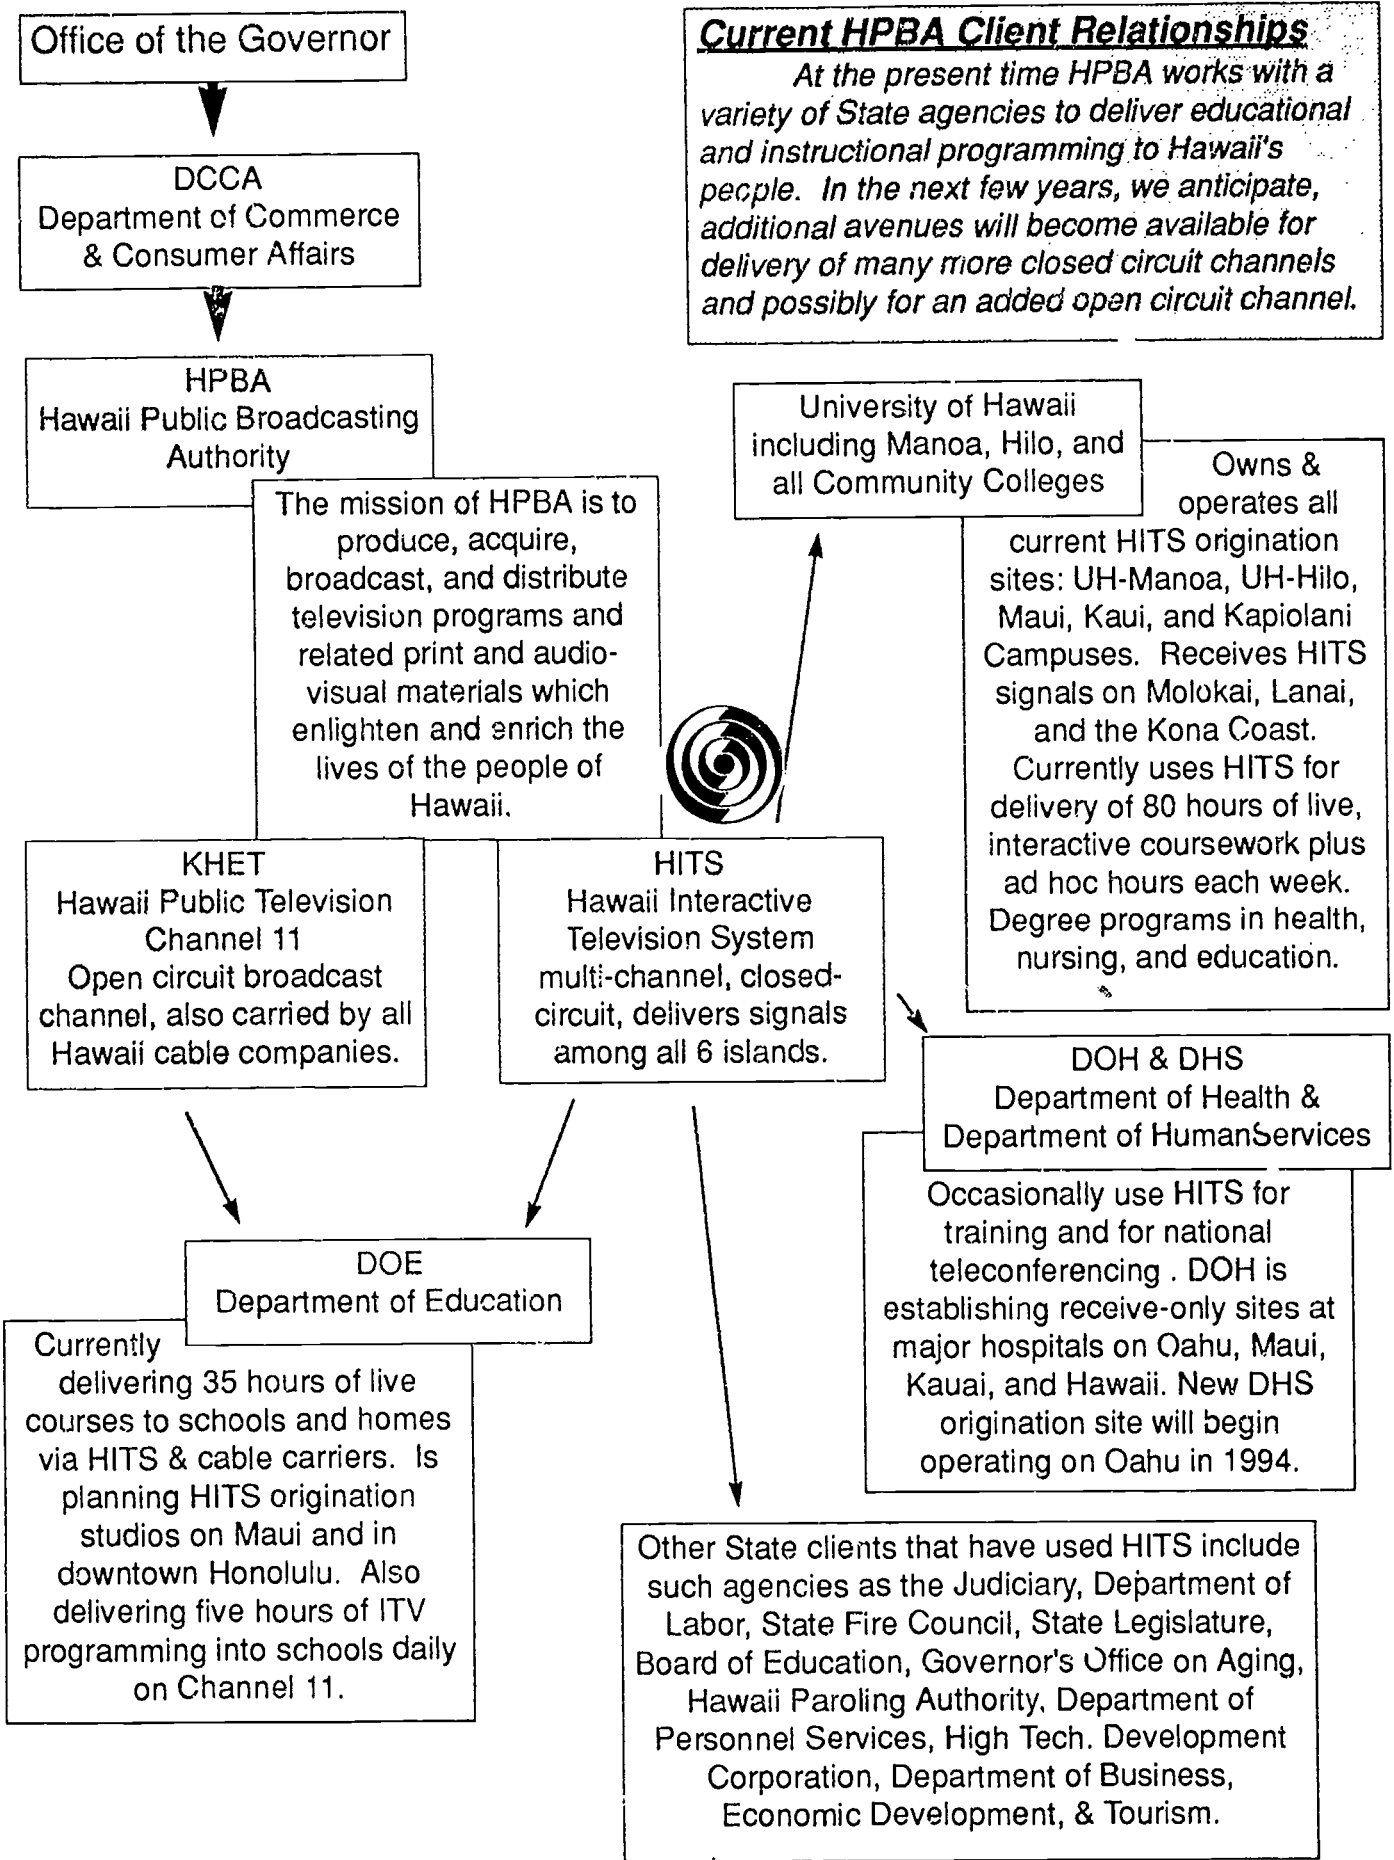 Office of the Governor
DCCA
Department of Commerce
& Consumer Affairs
HPBA
Hawaii Public Broadcasting
Authority
The mission of HPBA is to
produce, acquire,
broadcast, and distribute
television programs and
related print and audio-
visual materials which
enlighten and enrich the
lives of the people of
Hawaii.
Current HPBA Client Relationships
At the present time HPBA works with a
variety of State agencies to deliver educational
and instructional programming to Hawaii's
people. In the next few years, we anticipate,
additional avenues will become available for
delivery of many more closed circuit channels
and possibly for an added open circuit channel.
University of Hawaii
including Manoa, Hilo, and
all Community Colleges
Owns &
operates all
current HITS origination
sites: UH-Manoa, UH-Hilo,
Maui, Kaui, and Kapiolani
Campuses. Receives HITS
signals on Molokai, Lanai,
and the Kona Coast.
Currently uses HITS for
delivery of 80 hours of live,
interactive coursework plus
ad hoc hours each week.
Degree programs in health,
nursing, and education.
KHET
Hawaii Public Television
Channel 11
Open circuit broadcast
channel, also carried by all
Hawaii cable companies.
HITS
Hawaii Interactive
Television System
multi-channel, closed-
circuit, delivers signals
among all 6 islands.
DOH & DHS
Department of Health &
Department of HumanServices
Occasionally use HITS for
training and for national
teleconferencing . DOH is
establishing receive-only sites at
major hospitals on Oahu, Maui,
Kauai, and Hawaii. New DHS
origination site will begin
operating on Oahu in 1994.
DOE
Department of Education
Currently
delivering 35 hours of live
courses to schools and homes
via HITS & cable carriers. Is
planning HITS origination
studios on Maui and in
downtown Honolulu. Also
delivering five hours of ITV
programming into schools daily
on Channel 11.
Other State clients that have used HITS include
such agencies as the Judiciary, Department of
Labor, State Fire Council, State Legislature,
Board of Education, Governor's Office on Aging,
Hawaii Paroling Authority, Department of
Personnel Services, High Tech. Development
Corporation, Department of Business,
Economic Development, & Tourism.